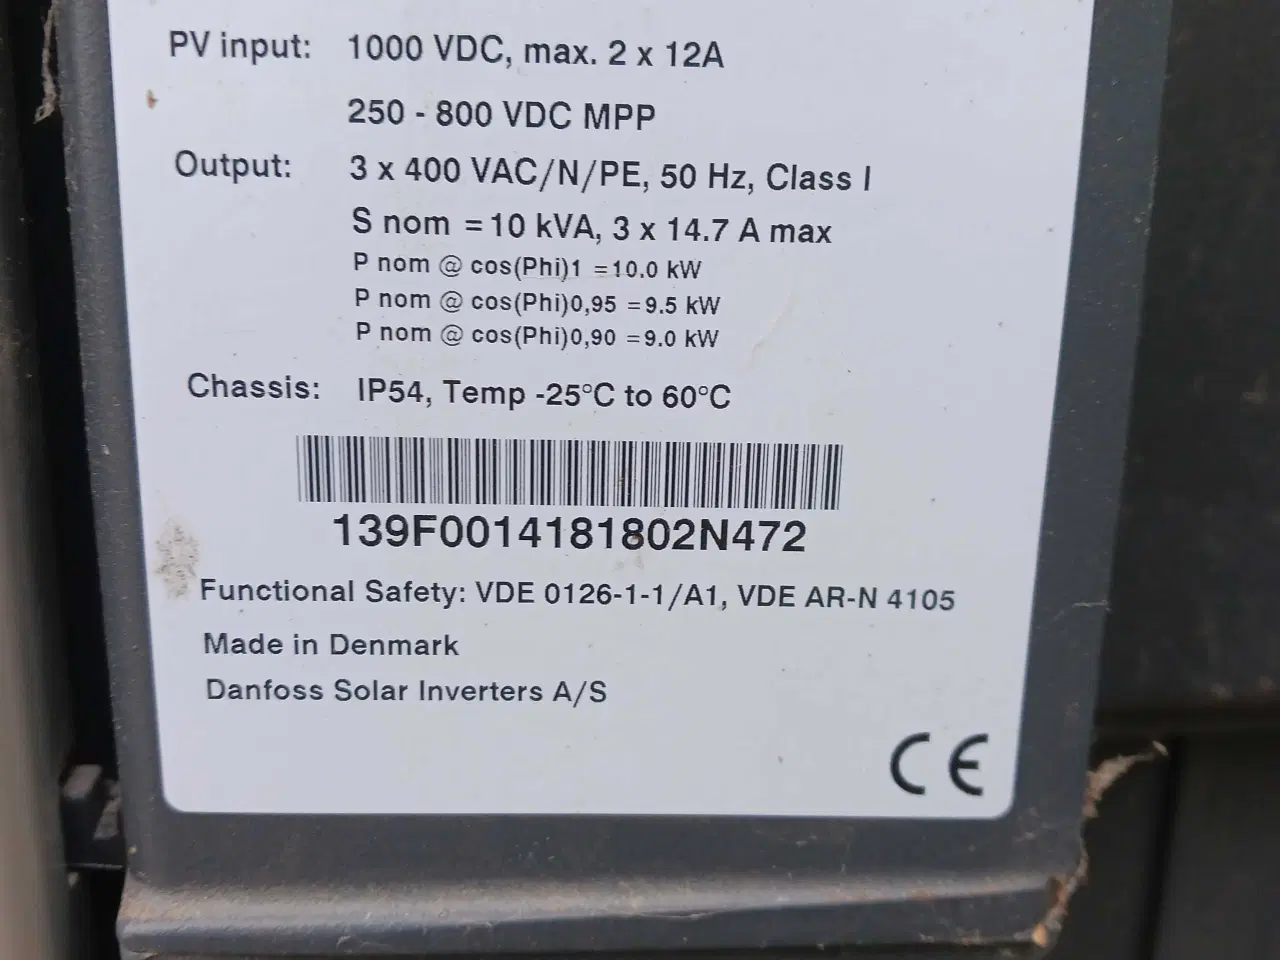 PV input: 1000 VDC, max. 2 x 12A
250 - 800 VDC MPP
Output: 3 x 400 VAC/N/PE, 50 Hz, Class I
S nom = 10 kVA, 3 x 14.7 A max
P nom @ cos(Phi)1 =10.0 kW
P nom @ cos(Phi)0,95 =9.5 kW
P nom @ cos(Phi)0,90 =9.0 kW
Chassis: IP54, Temp -25°C to 60°C
139F0014181802N472
Functional Safety: VDE 0126-1-1/A1, VDE AR-N 4105
Made in Denmark
Danfoss Solar Inverters A/S
CE